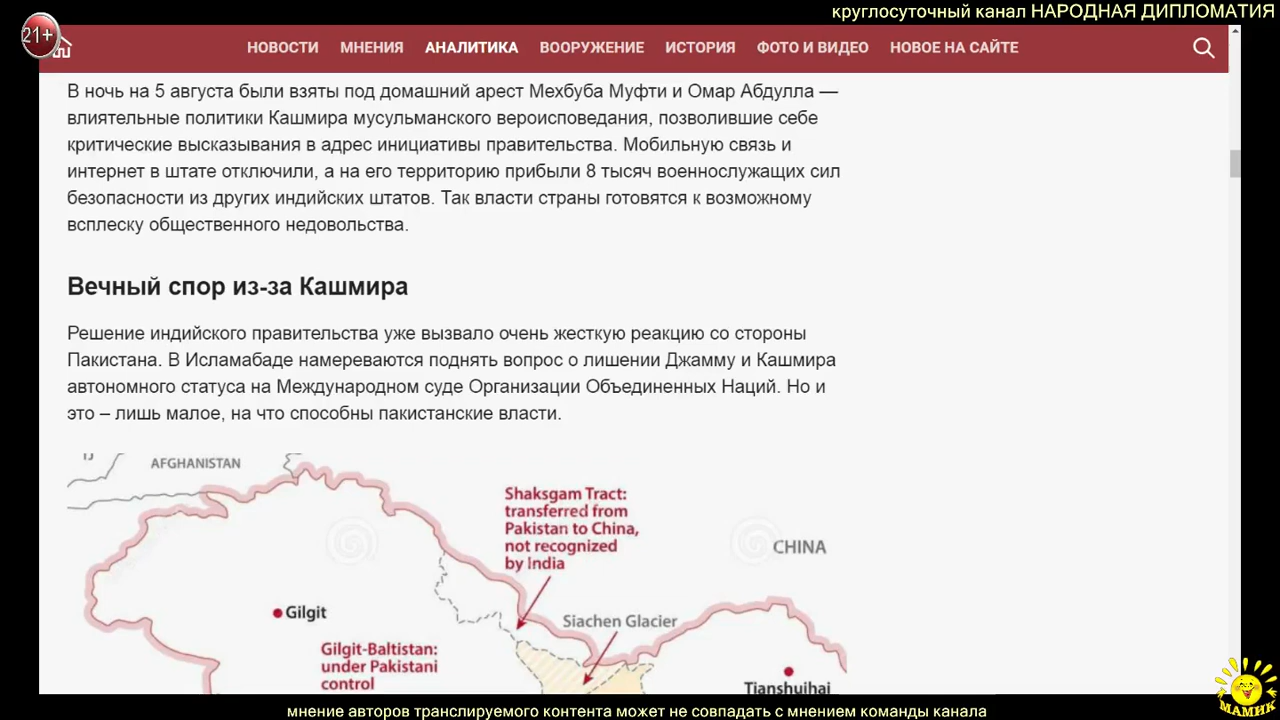 круглосуточный канал НАРОДНАЯ ДИПЛОМАТИЯ
21+
НОВОСТИ МНЕНИЯ АНАЛИТИКА ВООРУЖЕНИЕ ИСТОРИЯ ФОТО И ВИДЕО НОВОЕ НА САЙТЕ
В ночь на 5 августа были взяты под домашний арест Мехбуба Муфти и Омар Абдулла —
влиятельные политики Кашмира мусульманского вероисповедания, позволившие себе
критические высказывания в адрес инициативы правительства. Мобильную связь и
интернет в штате отключили, а на его территорию прибыли 8 тысяч военнослужащих сил
безопасности из других индийских штатов. Так власти страны готовятся к возможному
всплеску общественного недовольства.
Вечный спор из-за Кашмира
Решение индийского правительства уже вызвало очень жесткую реакцию со стороны
Пакистана. В Исламабаде намереваются поднять вопрос о лишении Джамму и Кашмира
автономного статуса на Международном суде Организации Объединенных Наций. Но и
это – лишь малое, на что способны пакистанские власти.
AFGHANISTAN
Shaksgam Tract:
transferred from
Pakistan to China,
not recognized
by India
CHINA
Gilgit
Siachen Glacier
Gilgit-Baltistan:
under Pakistani
control
Tianshuihai
МАМИК
мнение авторов транслируемого контента может не совпадать с мнением команды канала